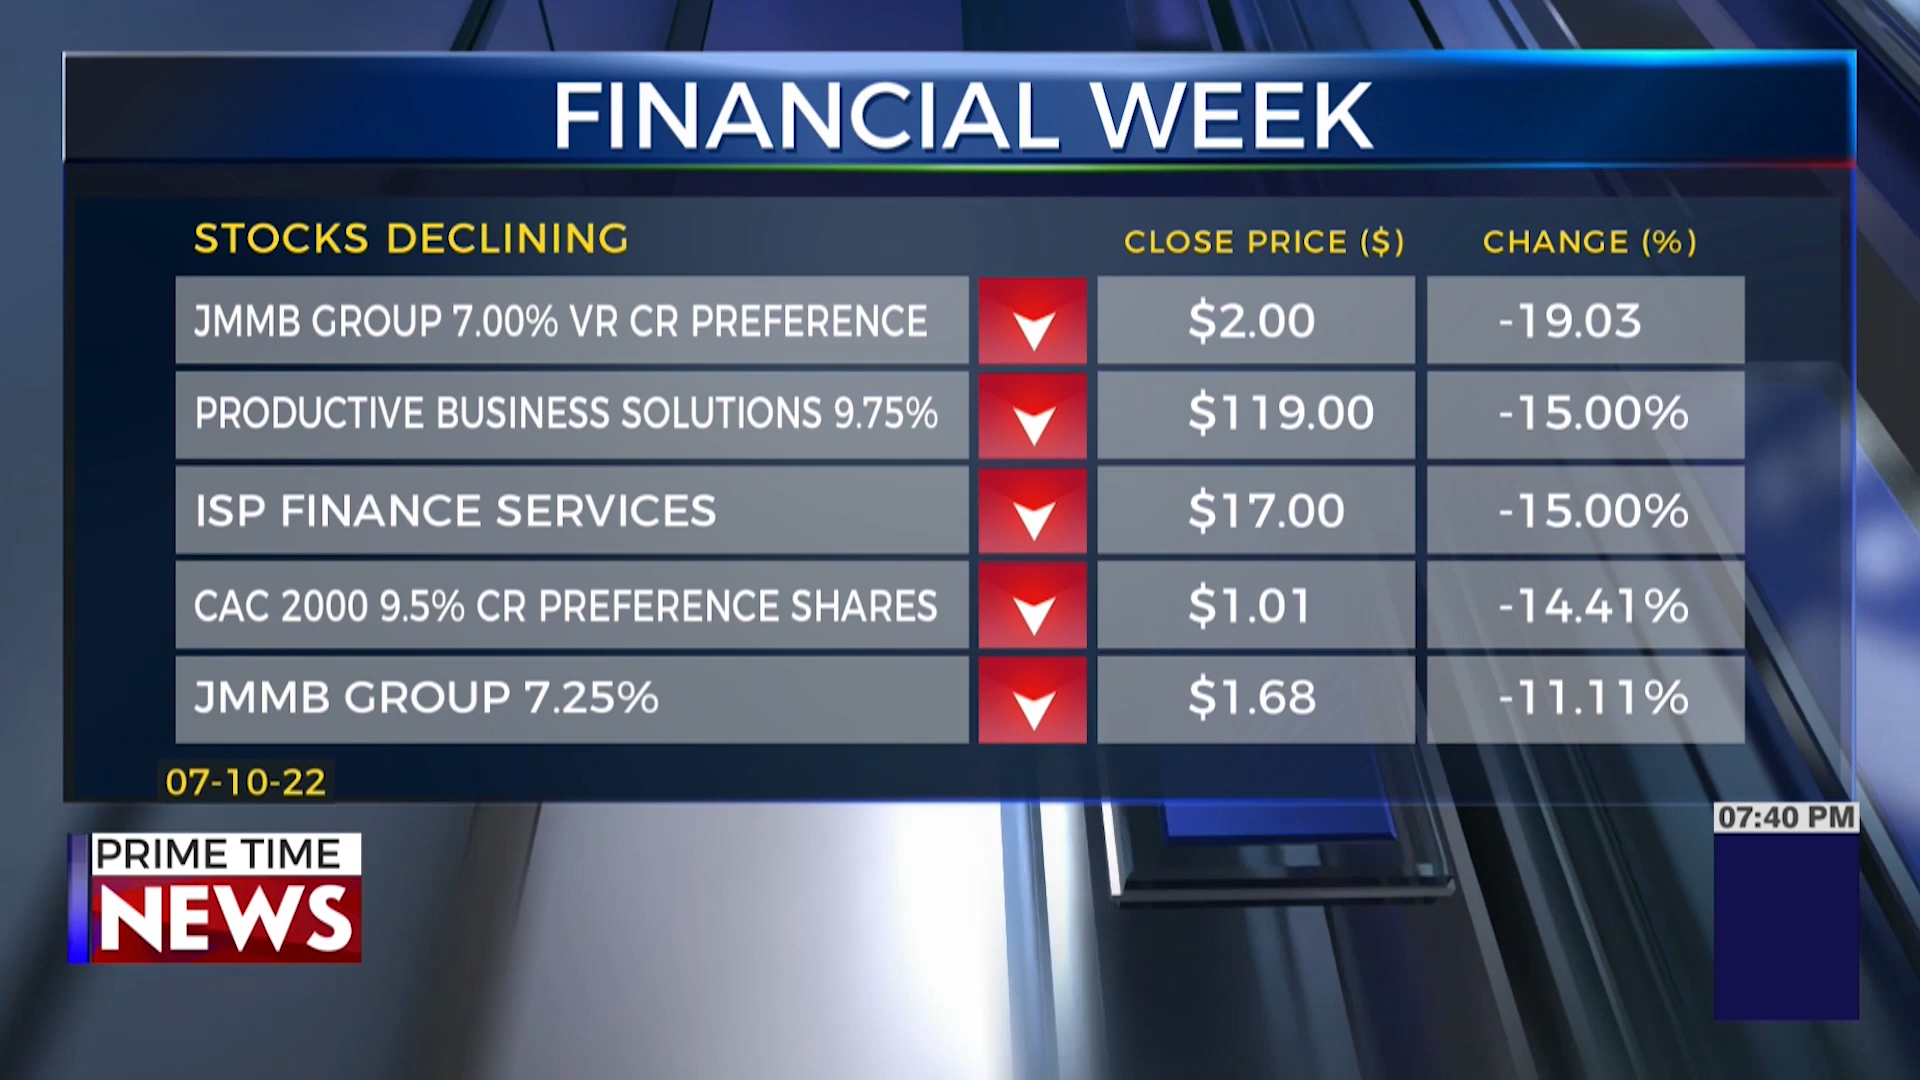 FINANCIAL WEEK
STOCKS DECLINING CLOSE PRICE ($) CHANGE (%)
JMMB GROUP 7.00% VR CR PREFERENCE $2.00 -19.03
PRODUCTIVE BUSINESS SOLUTIONS 9.75% $119.00 -15.00%
ISP FINANCE SERVICES $17.00 -15.00%
CAC 2000 9.5% CR PREFERENCE SHARES $1.01 -14.41%
JMMB GROUP 7.25% $1.68 -11.11%
07-10-22
07:40 PM
PRIME TIME
NEWS